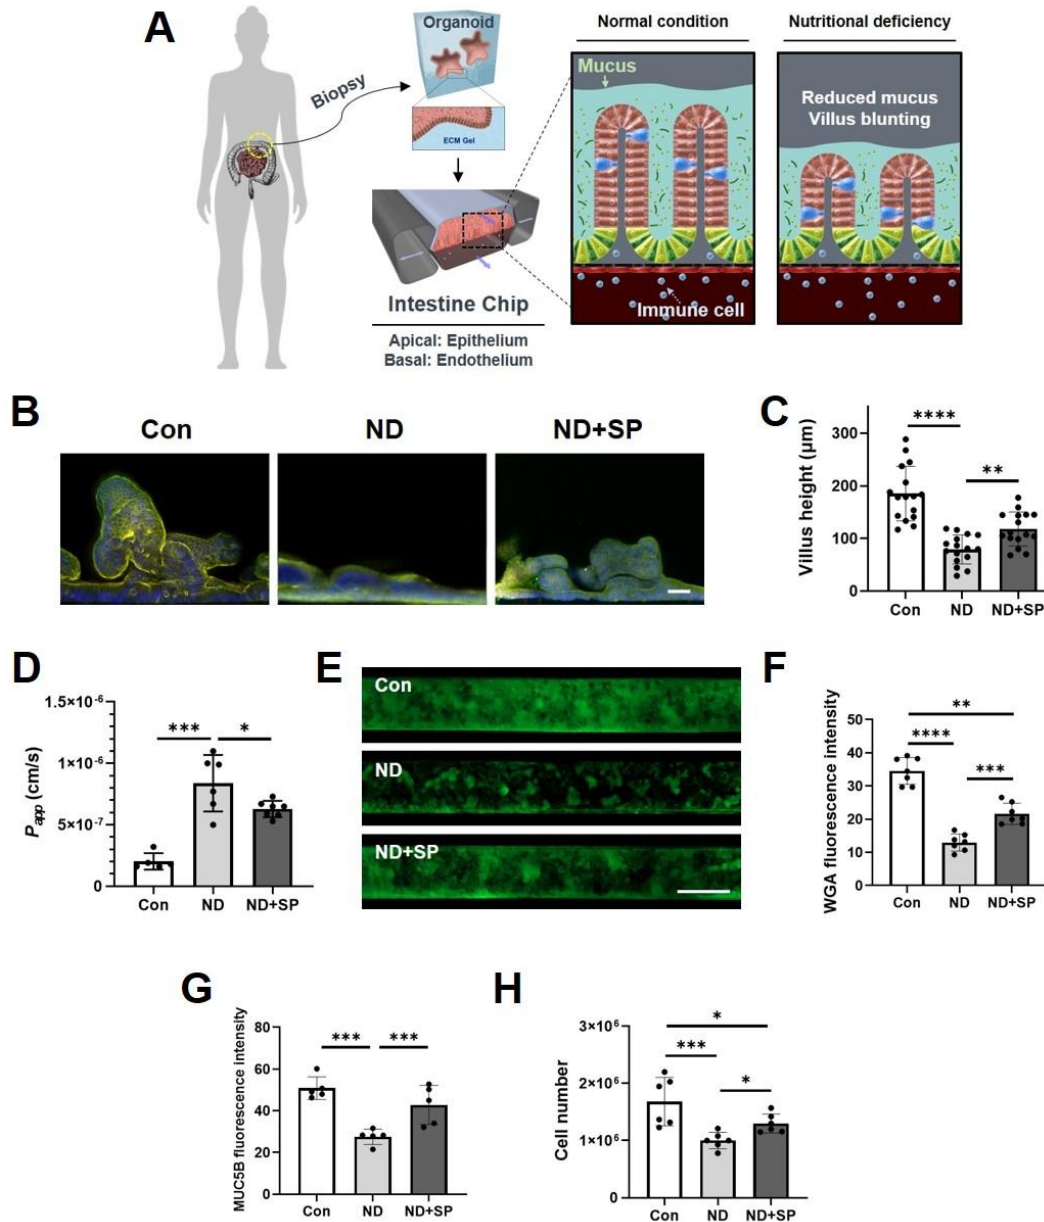 A
Biopsy
Organoid
ECM Gel
Intestine Chip
Apical: Epithelium
Basal: Endothelium
Normal condition
Mucus
Immune cell
Nutritional deficiency
Reduced mucus
Villus blunting
B
Con
ND
ND+SP
C
Villus height (µm)
300
200
100
0
****
**
Con
ND
ND+SP
D
P_app (cm/s)
1.5×10⁻⁶
1×10⁻⁶
5×10⁻⁷
0
***
*
Con
ND
ND+SP
E
Con
ND
ND+SP
F
WGA fluorescence intensity
50
40
30
20
10
0
**
****
***
Con
ND
ND+SP
G
MUC5B fluorescence intensity
80
60
40
20
0
***
***
Con
ND
ND+SP
H
Cell number
3×10⁶
2×10⁶
1×10⁶
0
*
***
*
Con
ND
ND+SP